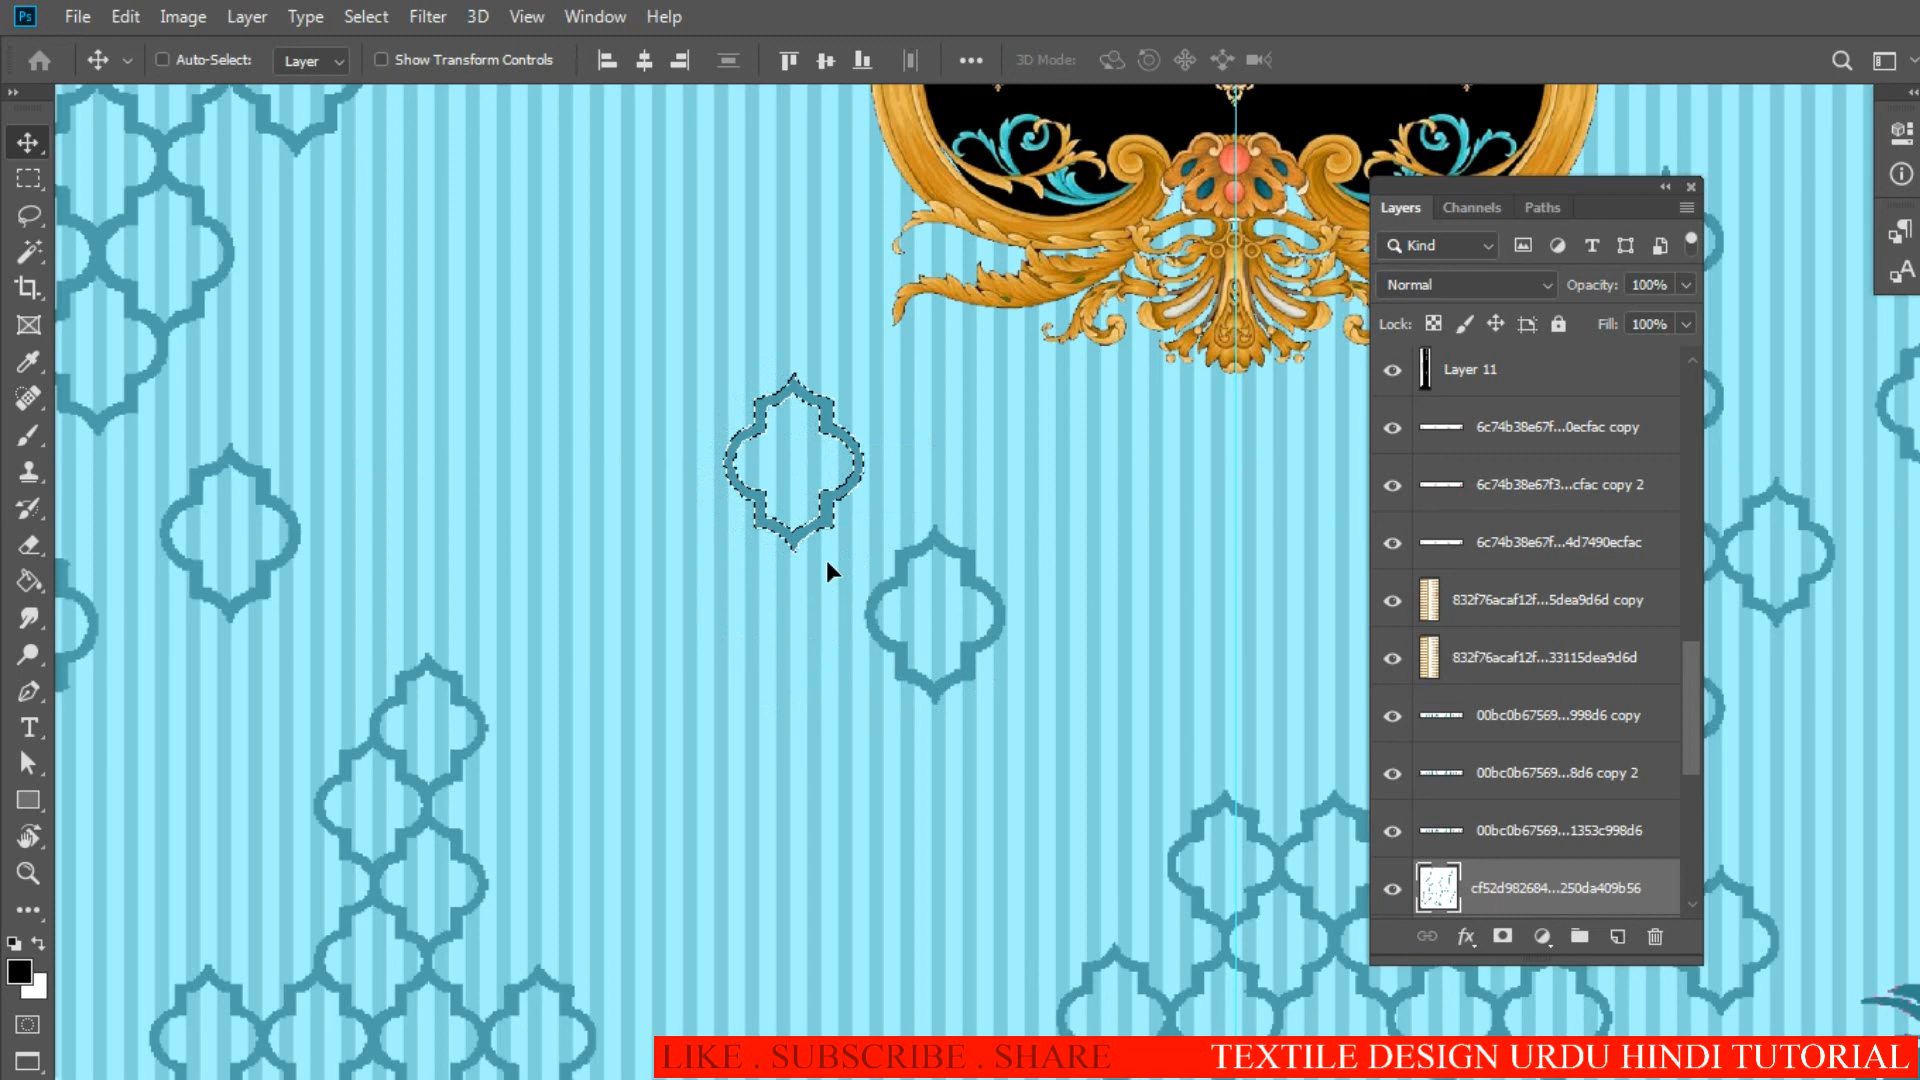 Ps File Edit Image Layer Type Select Filter 3D View Window Help
Auto-Select: Layer Show Transform Controls 3D Mode:
Layers Channels Paths
Kind
Normal Opacity: 100%
Lock: Fill: 100%
Layer 11
6c74b38e67f...0ecfac copy
6c74b38e67f3...cfac copy 2
6c74b38e67f...4d7490ecfac
832f76acaf12f...5dea9d6d copy
832f76acaf12f...33115dea9d6d
00bc0b67569...998d6 copy
00bc0b67569...8d6 copy 2
00bc0b67569...1353c998d6
cf52d982684...250da409b56
LIKE . SUBSCRIBE . SHARE TEXTILE DESIGN URDU HINDI TUTORIAL